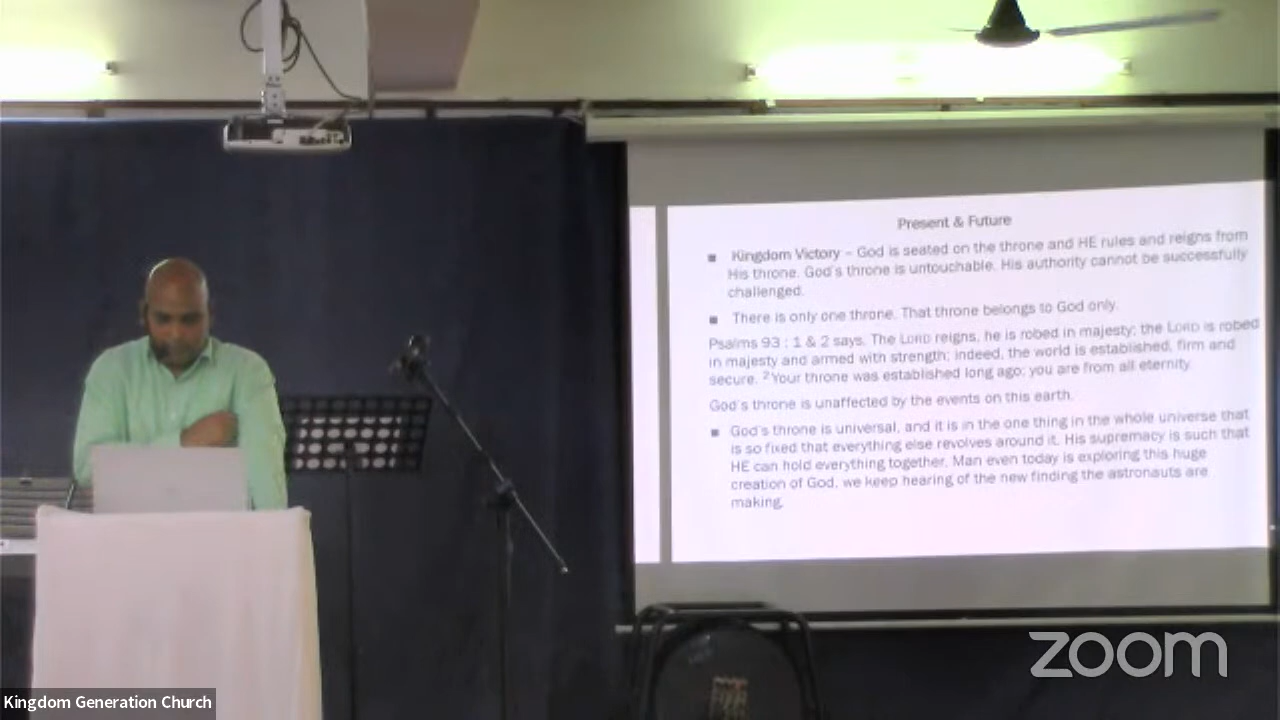 Present & Future
▪ Kingdom Victory – God is seated on the throne and HE rules and reigns from
His throne. God's throne is untouchable. His authority cannot be successfully
challenged.
▪ There is only one throne. That throne belongs to God only.
Psalms 93 : 1 & 2 says. The LORD reigns, he is robed in majesty; the LORD is robed
in majesty and armed with strength; indeed, the world is established, firm and
secure. ² Your throne was established long ago; you are from all eternity.
God's throne is unaffected by the events on this earth.
▪ God's throne is universal, and it is in the one thing in the whole universe that
is so fixed that everything else revolves around it. His supremacy is such that
HE can hold everything together. Man even today is exploring this huge
creation of God, we keep hearing of the new finding the astronauts are
making.
zoom
Kingdom Generation Church